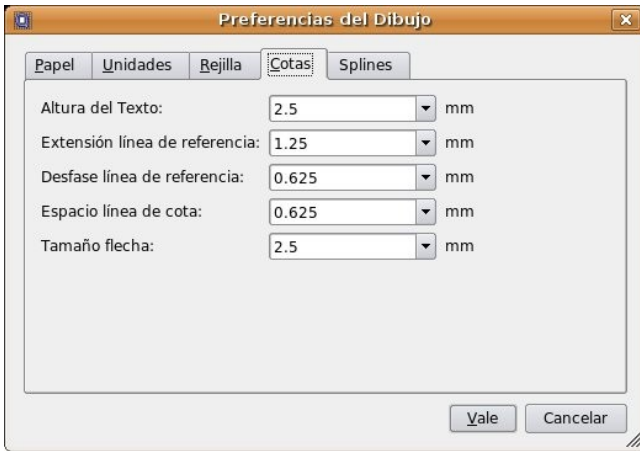 Preferencias del Dibujo
Papel Unidades Rejilla Cotas Splines
Altura del Texto: 2.5 mm
Extensión línea de referencia: 1.25 mm
Desfase línea de referencia: 0.625 mm
Espacio línea de cota: 0.625 mm
Tamaño flecha: 2.5 mm
Vale Cancelar